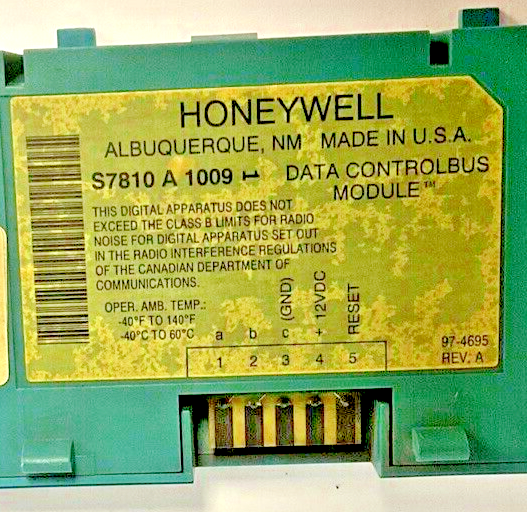 HONEYWELL
ALBUQUERQUE, NM MADE IN U.S.A.
S7810 A 1009 1 DATA CONTROLBUS
MODULE™
THIS DIGITAL APPARATUS DOES NOT
EXCEED THE CLASS B LIMITS FOR RADIO
NOISE FOR DIGITAL APPARATUS SET OUT
IN THE RADIO INTERFERENCE REGULATIONS
OF THE CANADIAN DEPARTMENT OF
COMMUNICATIONS.
OPER. AMB. TEMP.:
-40°F TO 140°F
-40°C TO 60°C
a b c (GND) + 12VDC RESET
1 2 3 4 5
97-4695
REV. A